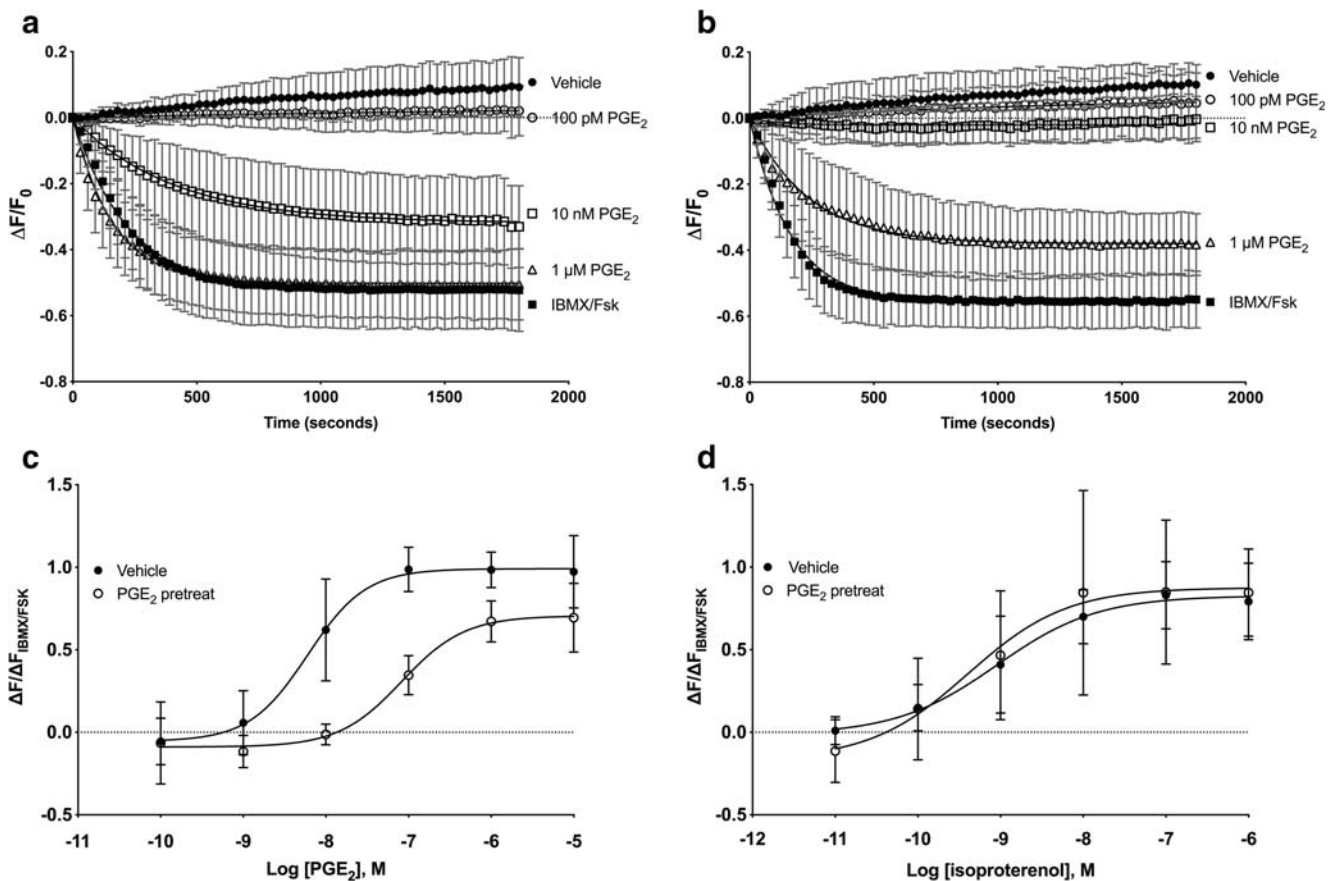 a
0.2
0.0
-0.2
-0.4
-0.6
-0.8
ΔF/F₀
0
500
1000
1500
2000
Time (seconds)
Vehicle
100 pM PGE₂
10 nM PGE₂
1 μM PGE₂
IBMX/Fsk
b
0.2
0.0
-0.2
-0.4
-0.6
-0.8
ΔF/F₀
0
500
1000
1500
2000
Time (seconds)
Vehicle
100 pM PGE₂
10 nM PGE₂
1 μM PGE₂
IBMX/Fsk
c
1.5
1.0
0.5
0.0
-0.5
ΔF/ΔF IBMX/FSK
Vehicle
PGE₂ pretreat
-11
-10
-9
-8
-7
-6
-5
Log [PGE₂], M
d
1.5
1.0
0.5
0.0
-0.5
ΔF/ΔF IBMX/FSK
Vehicle
PGE₂ pretreat
-12
-11
-10
-9
-8
-7
-6
Log [isoproterenol], M